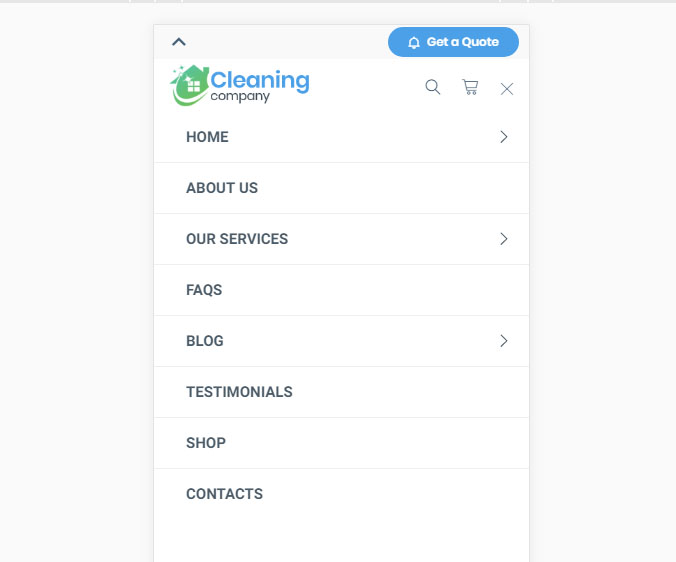 Get a Quote
Cleaning
company
HOME
ABOUT US
OUR SERVICES
FAQS
BLOG
TESTIMONIALS
SHOP
CONTACTS